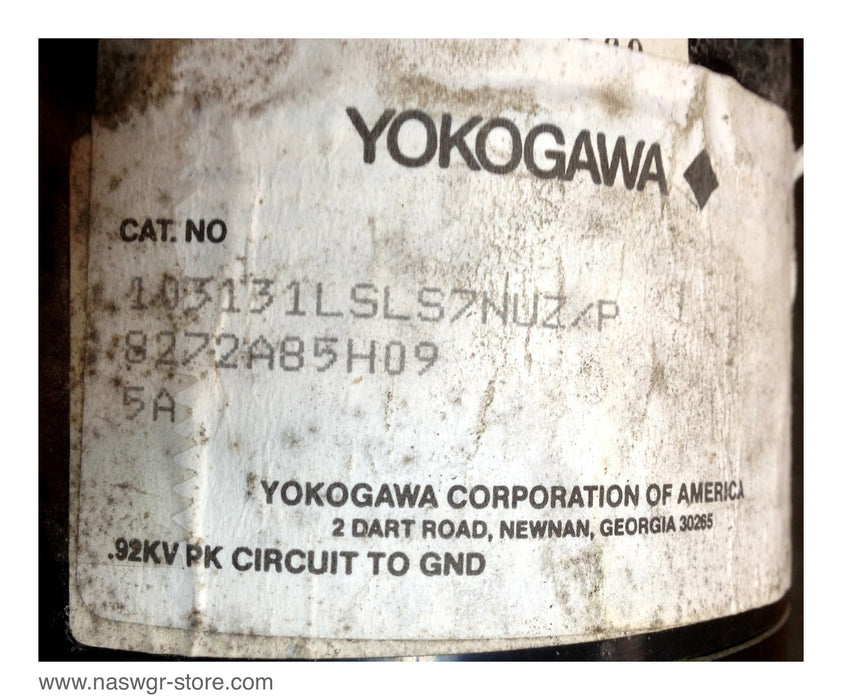 YOKOGAWA
CAT. NO
103131LSLS7NUZ/P
8272A85H09
5A
YOKOGAWA CORPORATION OF AMERICA
2 DART ROAD, NEWNAN, GEORGIA 30265
.92KV PK CIRCUIT TO GND
www.naswgr-store.com